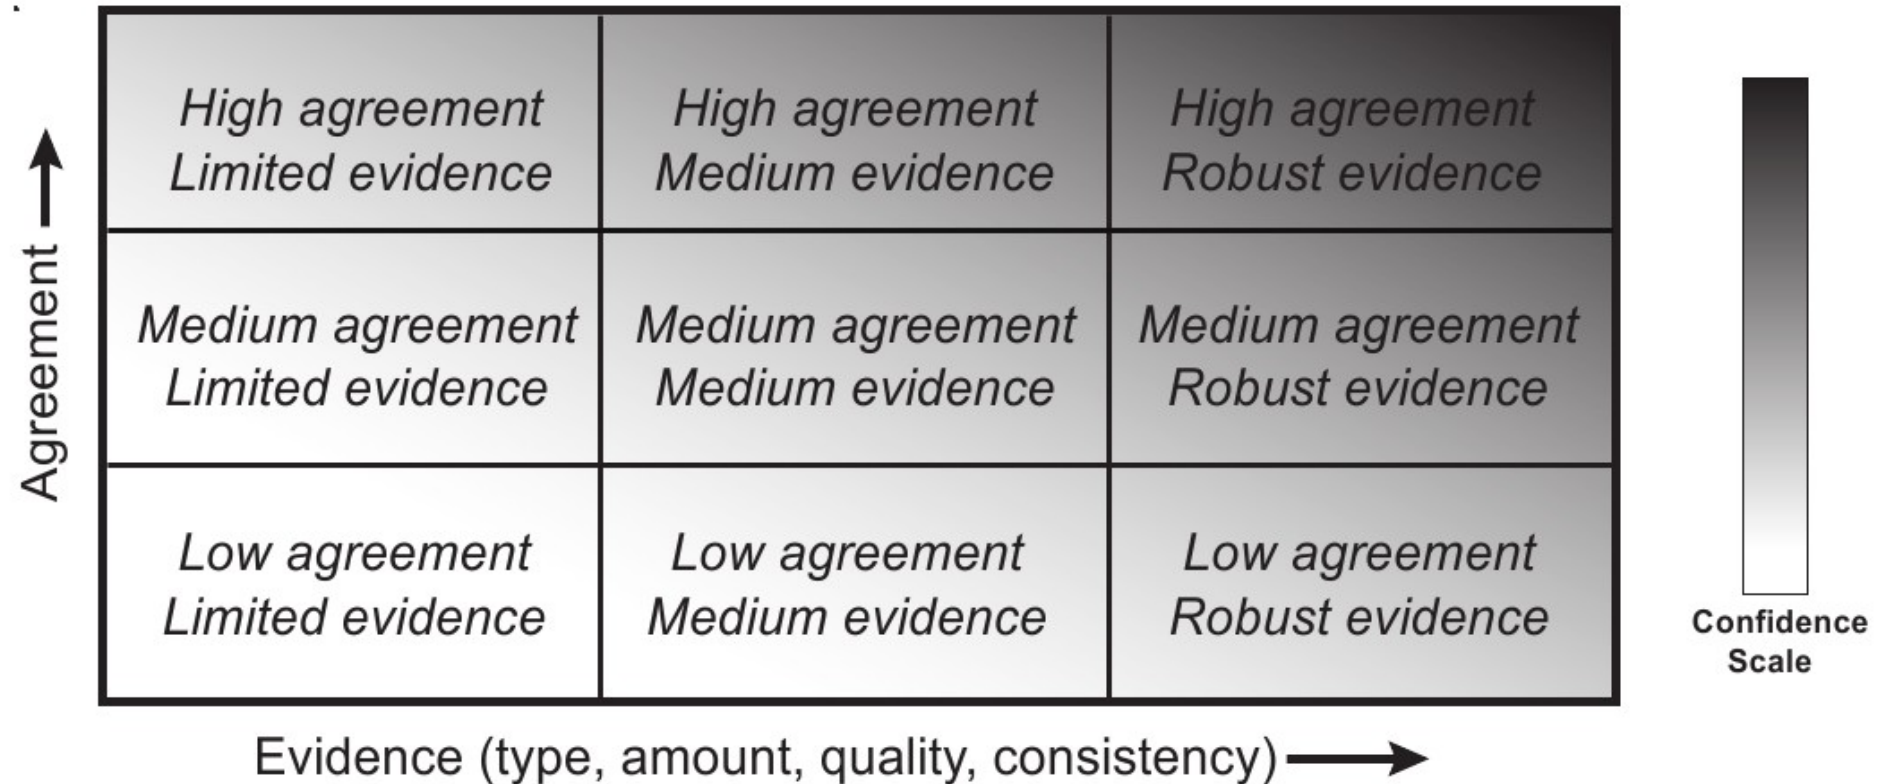 High agreement
Limited evidence
High agreement
Medium evidence
High agreement
Robust evidence
Medium agreement
Limited evidence
Medium agreement
Medium evidence
Medium agreement
Robust evidence
Low agreement
Limited evidence
Low agreement
Medium evidence
Low agreement
Robust evidence
Agreement
Evidence (type, amount, quality, consistency)
Confidence
Scale